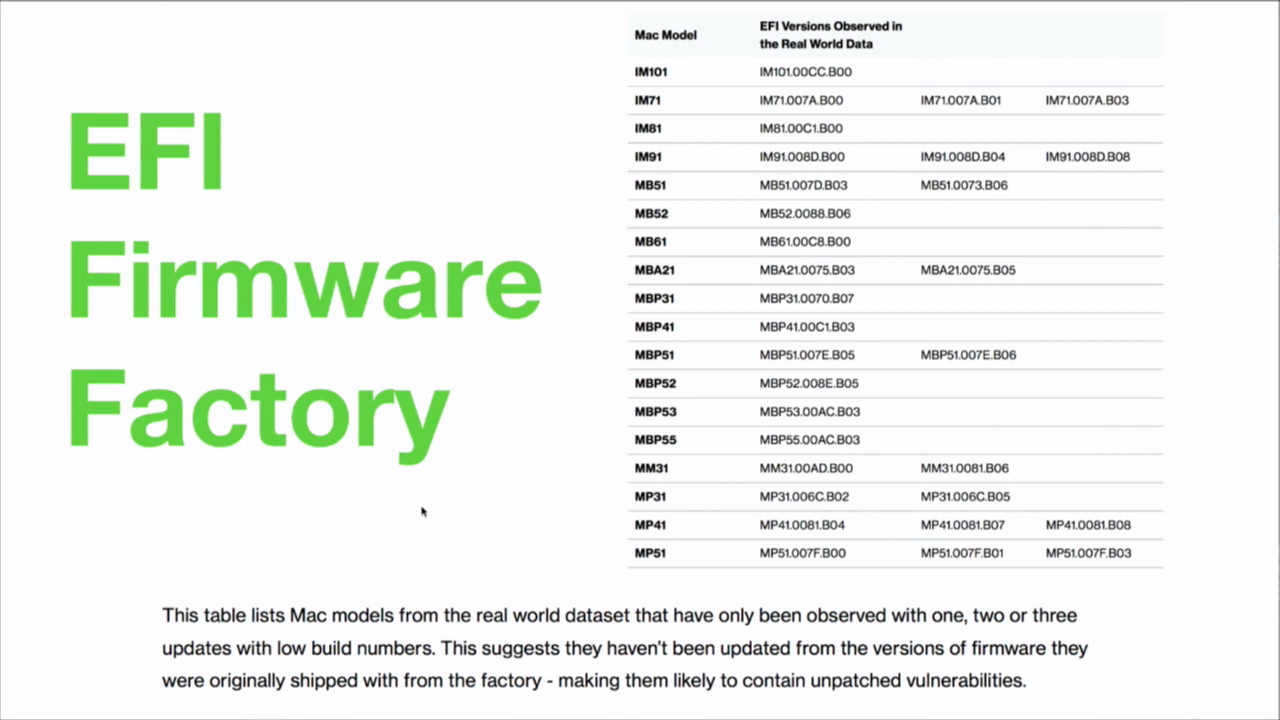 EFI
Firmware
Factory
Mac Model EFI Versions Observed in
the Real World Data
IM101 IM101.00CC.B00
IM71 IM71.007A.B00 IM71.007A.B01 IM71.007A.B03
IM81 IM81.00C1.B00
IM91 IM91.008D.B00 IM91.008D.B04 IM91.008D.B08
MB51 MB51.007D.B03 MB51.0073.B06
MB52 MB52.0088.B06
MB61 MB61.00C8.B00
MBA21 MBA21.0075.B03 MBA21.0075.B05
MBP31 MBP31.0070.B07
MBP41 MBP41.00C1.B03
MBP51 MBP51.007E.B05 MBP51.007E.B06
MBP52 MBP52.008E.B05
MBP53 MBP53.00AC.B03
MBP55 MBP55.00AC.B03
MM31 MM31.00AD.B00 MM31.0081.B06
MP31 MP31.006C.B02 MP31.006C.B05
MP41 MP41.0081.B04 MP41.0081.B07 MP41.0081.B08
MP51 MP51.007F.B00 MP51.007F.B01 MP51.007F.B03
This table lists Mac models from the real world dataset that have only been observed with one, two or three
updates with low build numbers. This suggests they haven't been updated from the versions of firmware they
were originally shipped with from the factory - making them likely to contain unpatched vulnerabilities.